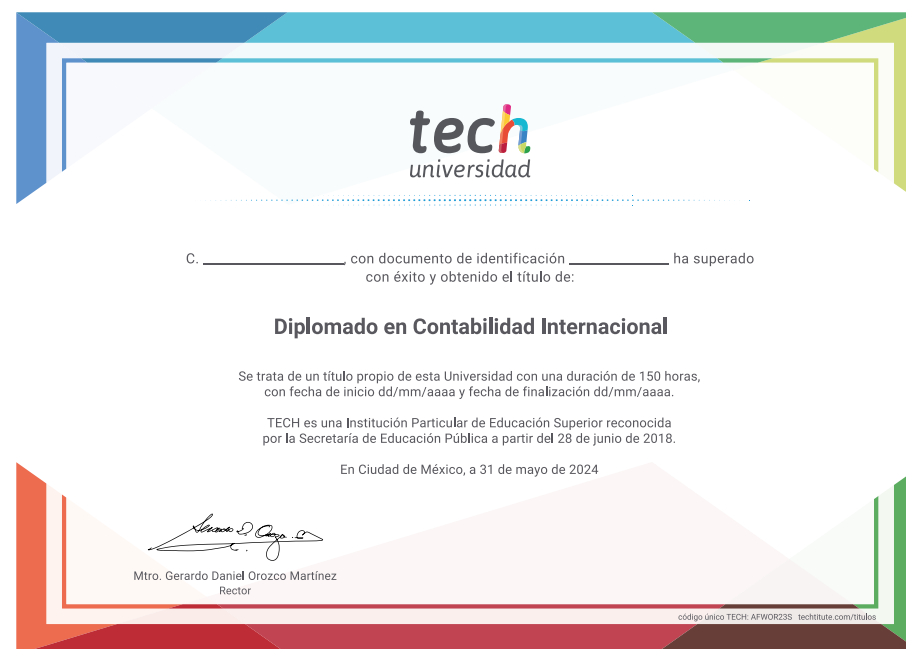 tech
universidad
C. ____________________, con documento de identificación ______________ ha superado
con éxito y obtenido el título de:
Diplomado en Contabilidad Internacional
Se trata de un título propio de esta Universidad con una duración de 150 horas,
con fecha de inicio dd/mm/aaaa y fecha de finalización dd/mm/aaaa.
TECH es una Institución Particular de Educación Superior reconocida
por la Secretaría de Educación Pública a partir del 28 de junio de 2018.
En Ciudad de México, a 31 de mayo de 2024
Mtro. Gerardo Daniel Orozco Martínez
Rector
código único TECH: AFWOR23S techtitute.com/titulos